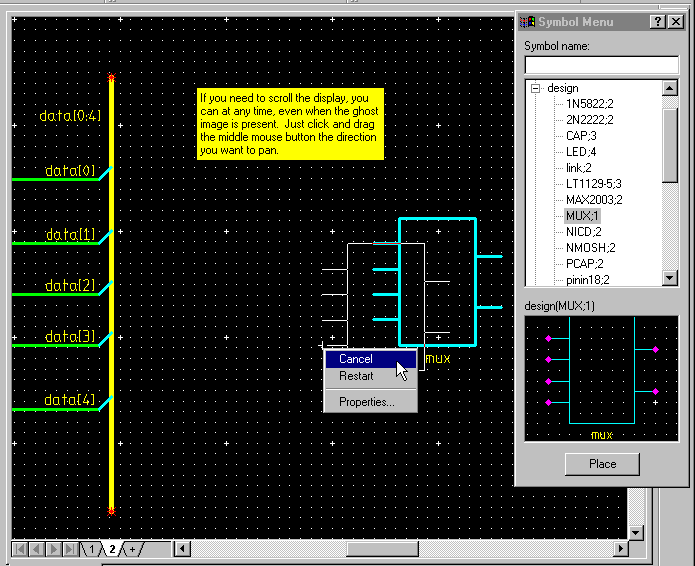 Symbol Menu
Symbol name:
design
1N5822;2
2N2222;2
CAP;3
LED;4
link;2
LT1129-5;3
MAX2003;2
MUX;1
NICD;2
NMOSH;2
PCAP;2
pinin18;2
design(MUX;1)
mux
Place
If you need to scroll the display, you
can at any time, even when the ghost
image is present. Just click and drag
the middle mouse button the direction
you want to pan.
data[0:4]
data[0]
data[1]
data[2]
data[3]
data[4]
mux
Cancel
Restart
Properties...
1 2 +